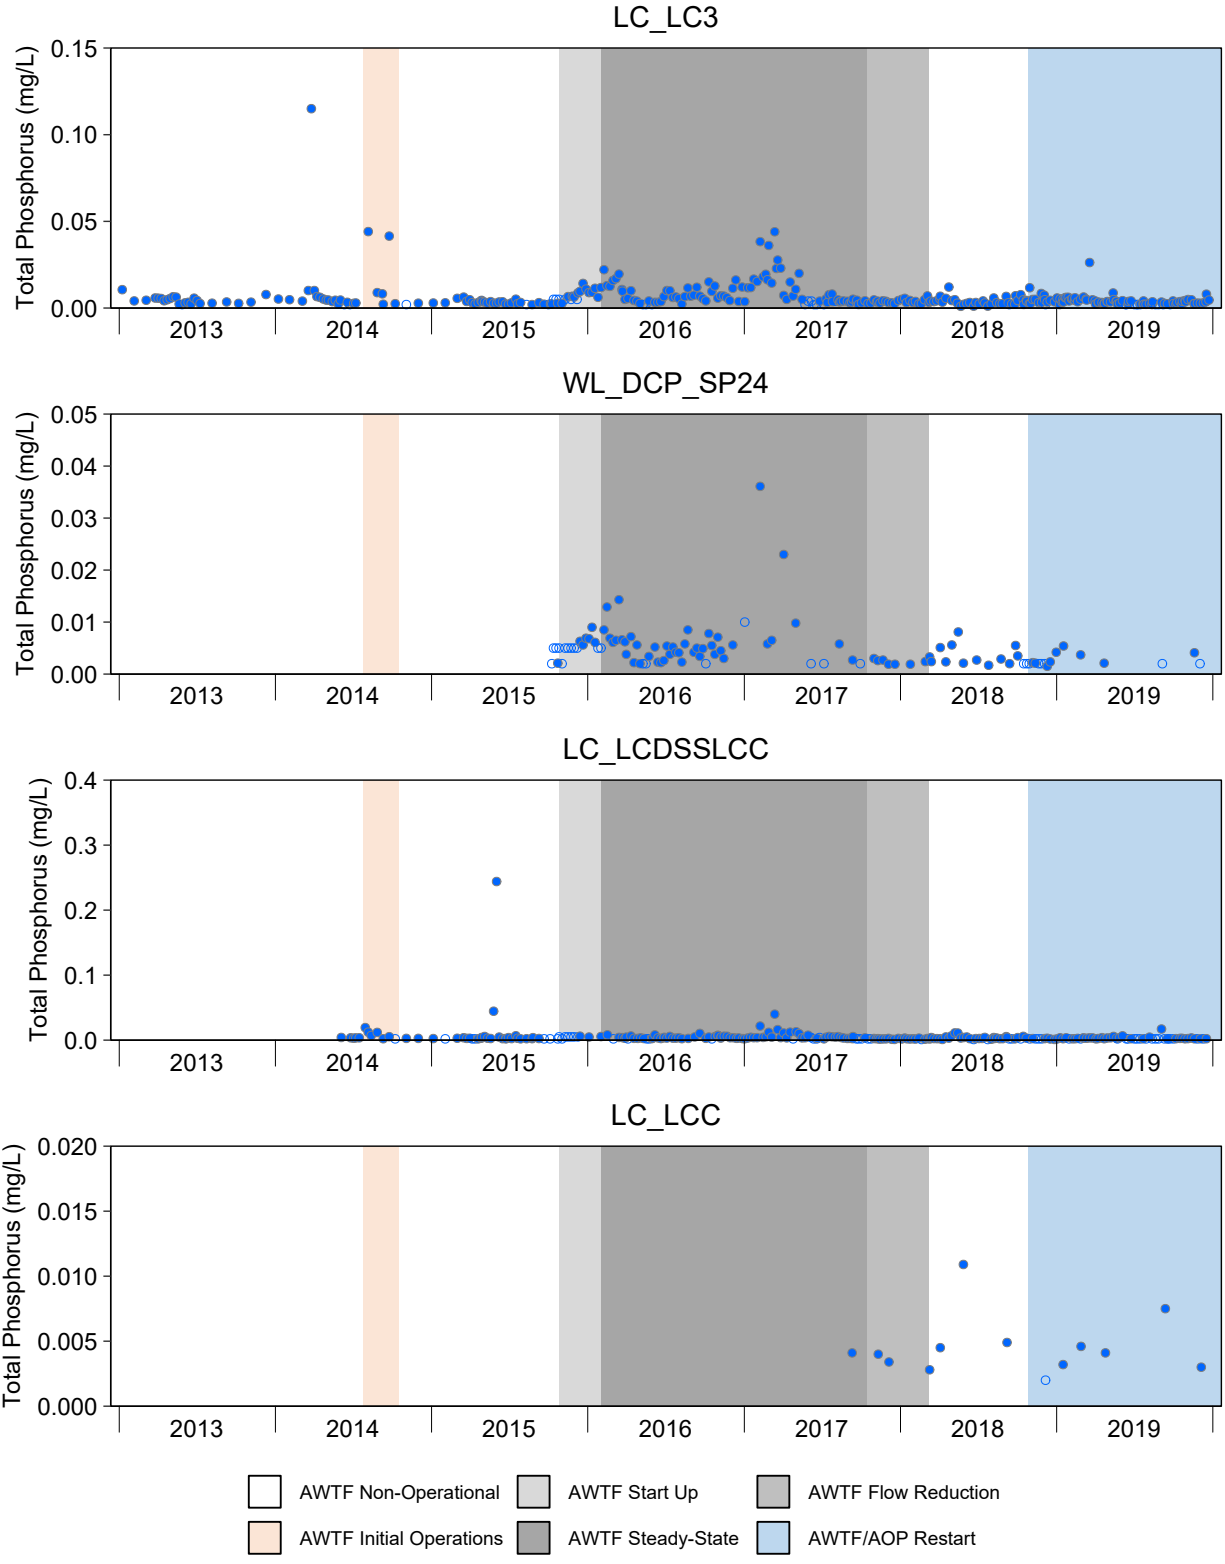 LC_LC3
Total Phosphorus (mg/L)
0.15
0.10
0.05
0.00
2013 2014 2015 2016 2017 2018 2019
WL_DCP_SP24
Total Phosphorus (mg/L)
0.05
0.04
0.03
0.02
0.01
0.00
2013 2014 2015 2016 2017 2018 2019
LC_LCDSSLCC
Total Phosphorus (mg/L)
0.4
0.3
0.2
0.1
0.0
2013 2014 2015 2016 2017 2018 2019
LC_LCC
Total Phosphorus (mg/L)
0.020
0.015
0.010
0.005
0.000
2013 2014 2015 2016 2017 2018 2019
AWTF Non-Operational AWTF Start Up AWTF Flow Reduction
AWTF Initial Operations AWTF Steady-State AWTF/AOP Restart